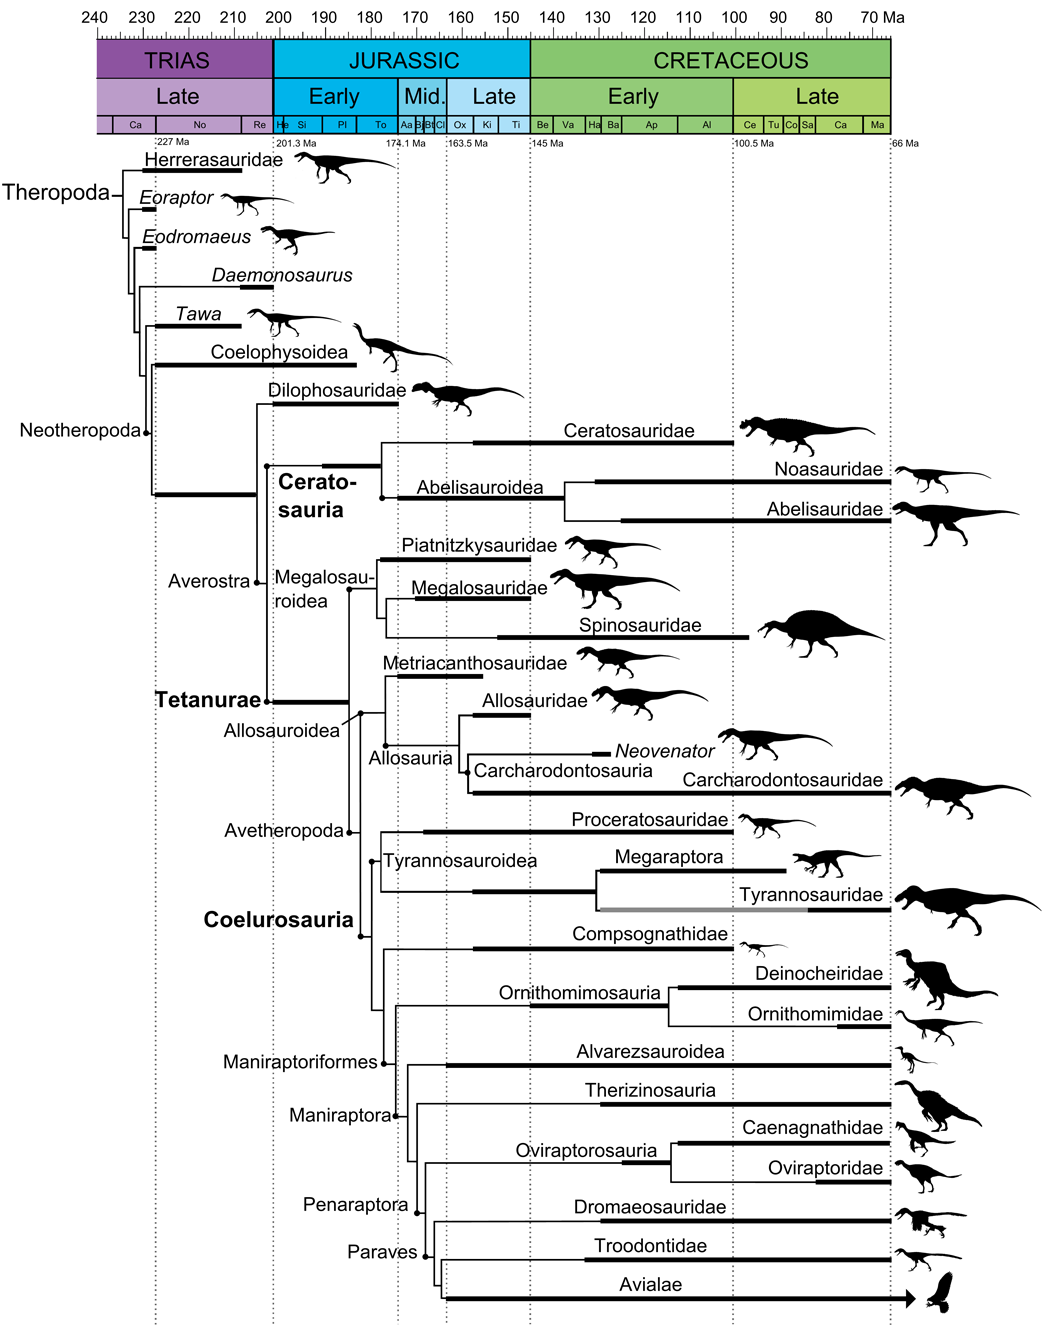 240 230 220 210 200 190 180 170 160 150 140 130 120 110 100 90 80 70 Ma
TRIAS JURASSIC CRETACEOUS
Late Early Mid. Late Early Late
Ca No Re He Si Pl To Aa Bj Bt Cl Ox Ki Ti Be Va Ha Ba Ap Al Ce Tu Co Sa Ca Ma
227 Ma 201.3 Ma 174.1 Ma 163.5 Ma 145 Ma 100.5 Ma 66 Ma
Herrerasauridae
Theropoda
Eoraptor
Eodromaeus
Daemonosaurus
Tawa
Coelophysoidea
Dilophosauridae
Neotheropoda
Ceratosauridae
Noasauridae
Cerato-
sauria
Abelisauroidea
Abelisauridae
Piatnitzkysauridae
Averostra
Megalosau-
roidea
Megalosauridae
Spinosauridae
Metriacanthosauridae
Tetanurae
Allosauridae
Allosauroidea
Neovenator
Allosauria
Carcharodontosauria
Carcharodontosauridae
Proceratosauridae
Avetheropoda
Megaraptora
Tyrannosauroidea
Tyrannosauridae
Coelurosauria
Compsognathidae
Deinocheiridae
Ornithomimosauria
Ornithomimidae
Alvarezsauroidea
Maniraptoriformes
Therizinosauria
Maniraptora
Caenagnathidae
Oviraptorosauria
Oviraptoridae
Penaraptora
Dromaeosauridae
Troodontidae
Paraves
Avialae